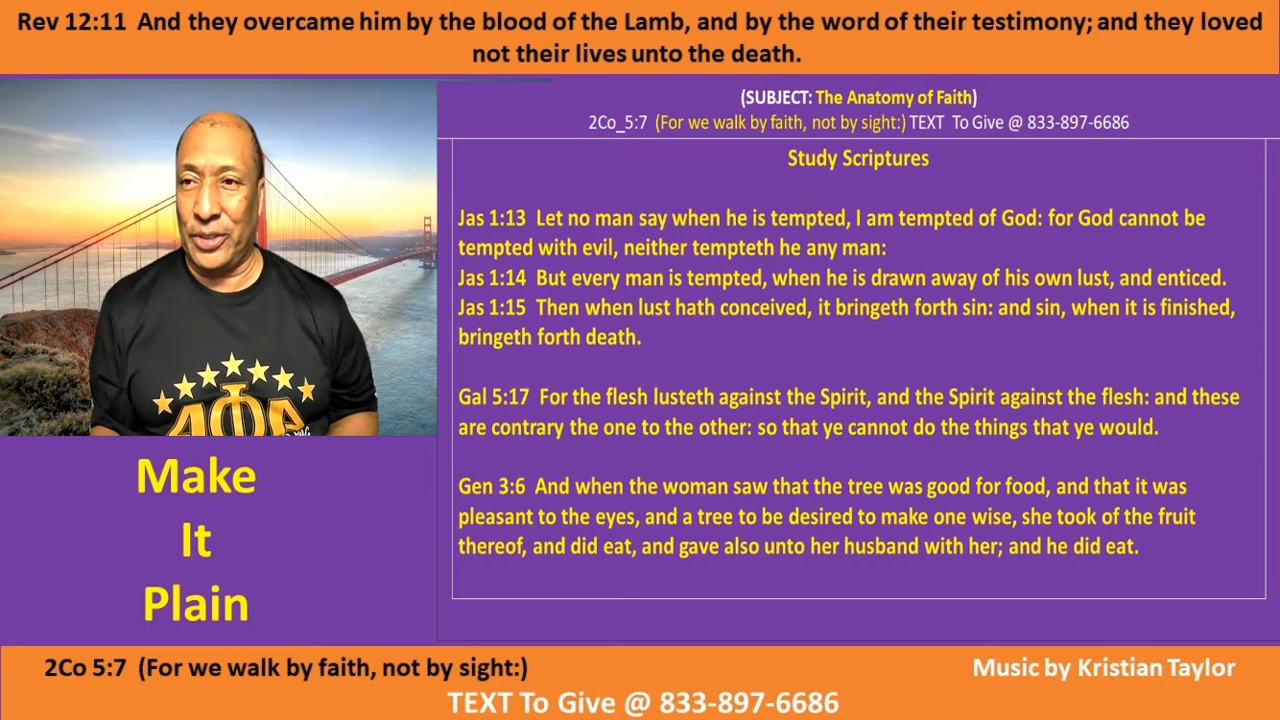 Rev 12:11 And they overcame him by the blood of the Lamb, and by the word of their testimony; and they loved
not their lives unto the death.
(SUBJECT: The Anatomy of Faith)
2Co_5:7 (For we walk by faith, not by sight:) TEXT To Give @ 833-897-6686
Study Scriptures
Jas 1:13 Let no man say when he is tempted, I am tempted of God: for God cannot be
tempted with evil, neither tempteth he any man:
Jas 1:14 But every man is tempted, when he is drawn away of his own lust, and enticed.
Jas 1:15 Then when lust hath conceived, it bringeth forth sin: and sin, when it is finished,
bringeth forth death.
Gal 5:17 For the flesh lusteth against the Spirit, and the Spirit against the flesh: and these
are contrary the one to the other: so that ye cannot do the things that ye would.
Gen 3:6 And when the woman saw that the tree was good for food, and that it was
pleasant to the eyes, and a tree to be desired to make one wise, she took of the fruit
thereof, and did eat, and gave also unto her husband with her; and he did eat.
ΑΦΑ
Make
It
Plain
2Co 5:7 (For we walk by faith, not by sight:)
Music by Kristian Taylor
TEXT To Give @ 833-897-6686